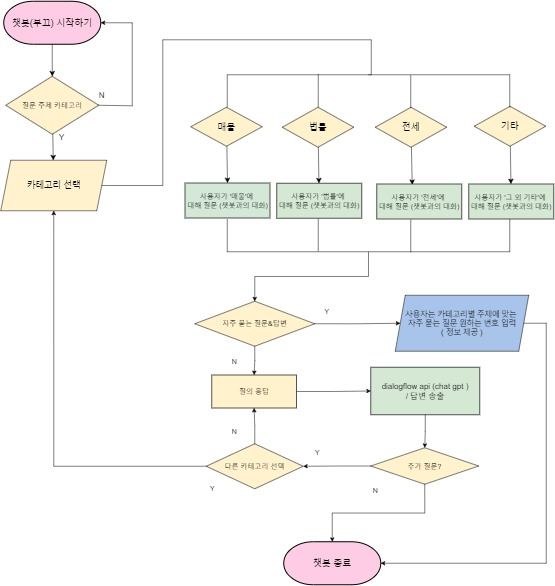 챗봇(부끄) 시작하기
질문 주제 카테고리
N
Y
카테고리 선택
매물
법률
전세
기타
사용자가 '매물'에
대해 질문 (챗봇과의 대화)
사용자가 '법률'에
대해 질문 (챗봇과의 대화)
사용자가 '전세'에
대해 질문 (챗봇과의 대화)
사용자가 '그 외 기타'에
대해 질문 (챗봇과의 대화)
자주 묻는 질문&답변
Y
사용자는 카테고리별 주제에 맞는
자주 묻는 질문 원하는 번호 입력
( 정보 제공 )
N
질의 응답
dialogflow api (chat gpt )
/ 답변 송출
N
다른 카테고리 선택
Y
Y
추가 질문?
N
챗봇 종료